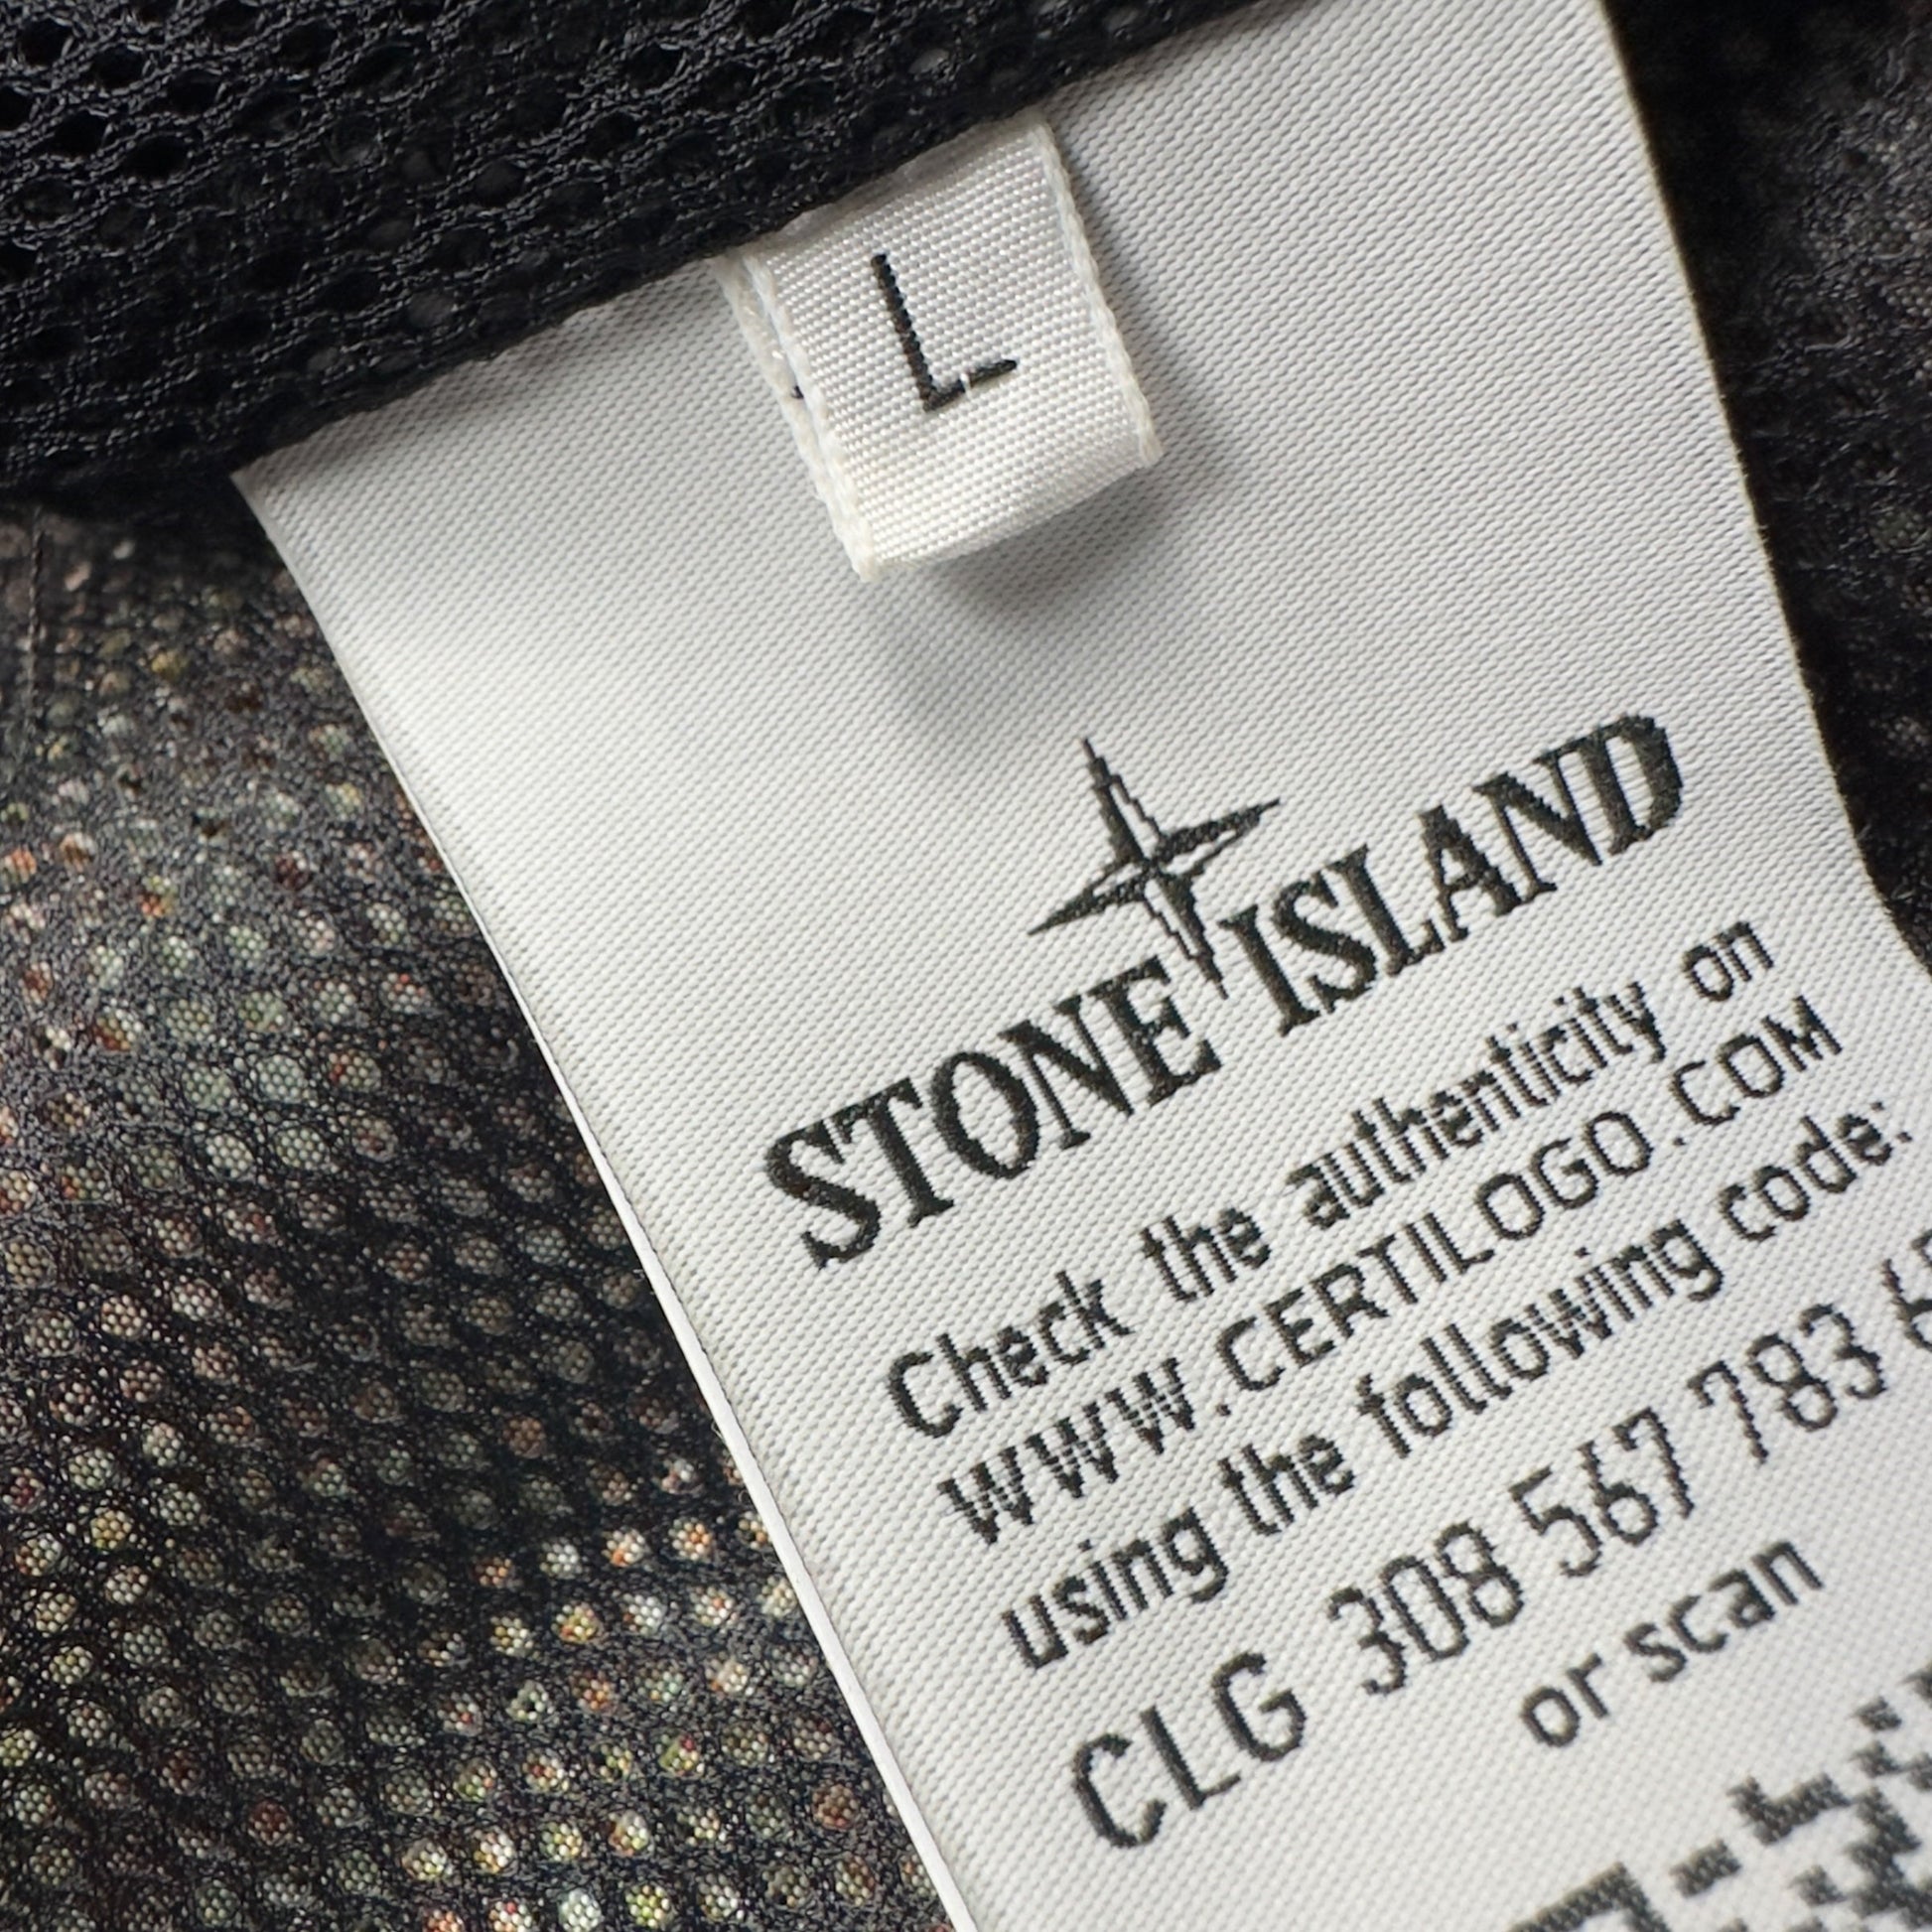 L
STONE ISLAND
Check the authenticity on
WWW.CERTILOGO.COM
using the following code:
CLG 308 567 783
or scan